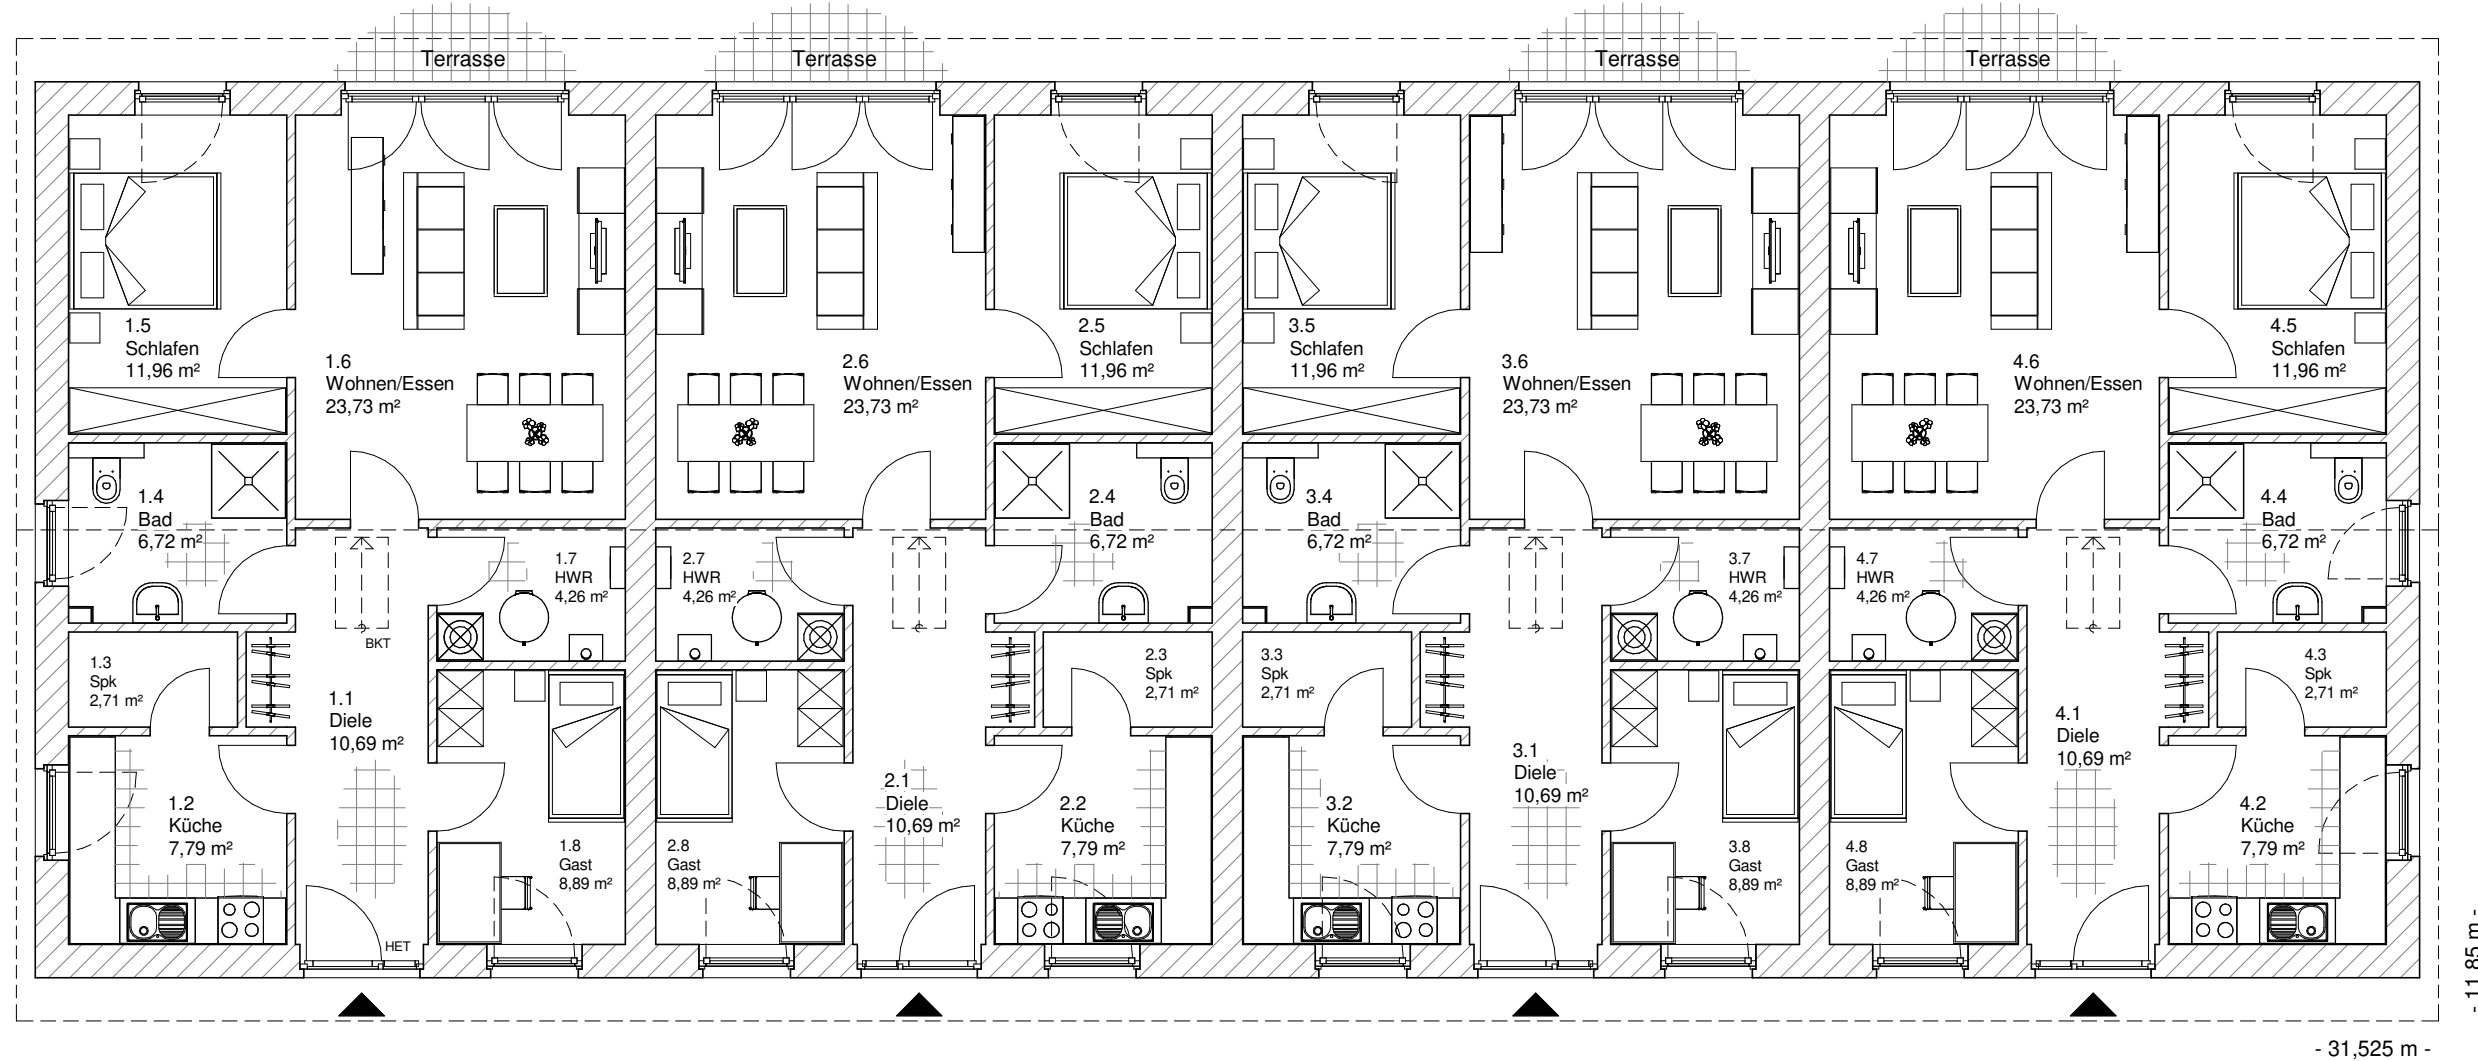 Terrasse
Terrasse
Terrasse
Terrasse
1.5
Schlafen
11,96 m²
1.6
Wohnen/Essen
23,73 m²
2.6
Wohnen/Essen
23,73 m²
2.5
Schlafen
11,96 m²
3.5
Schlafen
11,96 m²
3.6
Wohnen/Essen
23,73 m²
4.6
Wohnen/Essen
23,73 m²
4.5
Schlafen
11,96 m²
1.4
Bad
6,72 m²
2.4
Bad
6,72 m²
3.4
Bad
6,72 m²
4.4
Bad
6,72 m²
1.7
HWR
4,26 m²
2.7
HWR
4,26 m²
3.7
HWR
4,26 m²
4.7
HWR
4,26 m²
BKT
1.3
Spk
2,71 m²
2.3
Spk
2,71 m²
3.3
Spk
2,71 m²
4.3
Spk
2,71 m²
1.1
Diele
10,69 m²
2.1
Diele
10,69 m²
3.1
Diele
10,69 m²
4.1
Diele
10,69 m²
1.2
Küche
7,79 m²
2.2
Küche
7,79 m²
3.2
Küche
7,79 m²
4.2
Küche
7,79 m²
1.8
Gast
8,89 m²
2.8
Gast
8,89 m²
3.8
Gast
8,89 m²
4.8
Gast
8,89 m²
HET
- 11,85 m -
- 31,525 m -